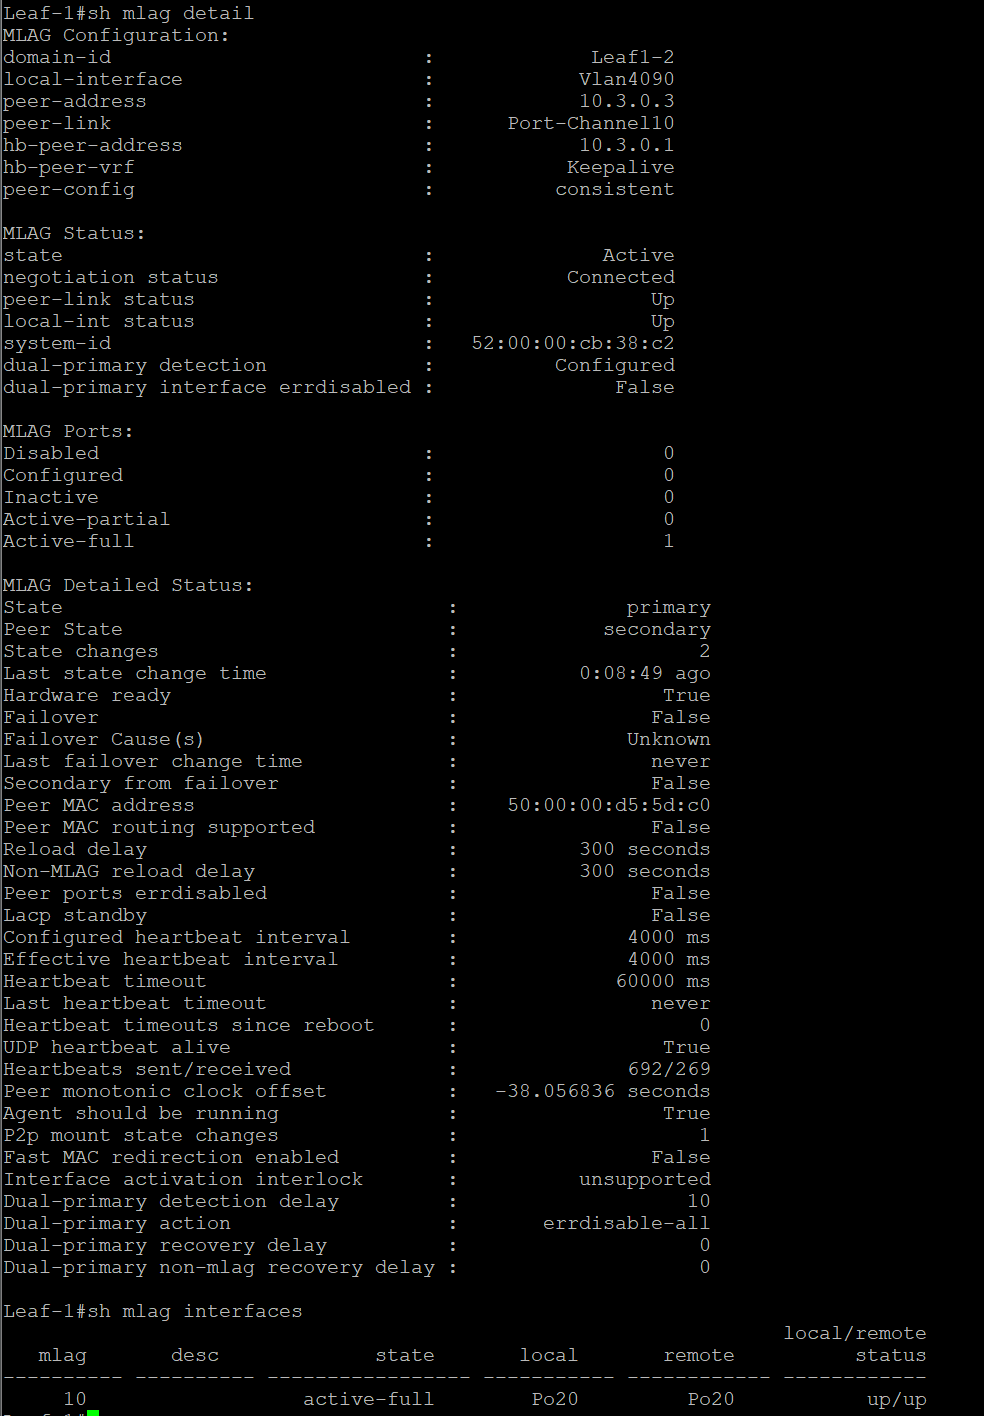 Leaf-1#sh mlag detail
MLAG Configuration:
domain-id : Leaf1-2
local-interface : Vlan4090
peer-address : 10.3.0.3
peer-link : Port-Channel10
hb-peer-address : 10.3.0.1
hb-peer-vrf : Keepalive
peer-config : consistent
MLAG Status:
state : Active
negotiation status : Connected
peer-link status : Up
local-int status : Up
system-id : 52:00:00:cb:38:c2
dual-primary detection : Configured
dual-primary interface errdisabled : False
MLAG Ports:
Disabled : 0
Configured : 0
Inactive : 0
Active-partial : 0
Active-full : 1
MLAG Detailed Status:
State : primary
Peer State : secondary
State changes : 2
Last state change time : 0:08:49 ago
Hardware ready : True
Failover : False
Failover Cause(s) : Unknown
Last failover change time : never
Secondary from failover : False
Peer MAC address : 50:00:00:d5:5d:c0
Peer MAC routing supported : False
Reload delay : 300 seconds
Non-MLAG reload delay : 300 seconds
Peer ports errdisabled : False
Lacp standby : False
Configured heartbeat interval : 4000 ms
Effective heartbeat interval : 4000 ms
Heartbeat timeout : 60000 ms
Last heartbeat timeout : never
Heartbeat timeouts since reboot : 0
UDP heartbeat alive : True
Heartbeats sent/received : 692/269
Peer monotonic clock offset : -38.056836 seconds
Agent should be running : True
P2p mount state changes : 1
Fast MAC redirection enabled : False
Interface activation interlock : unsupported
Dual-primary detection delay : 10
Dual-primary action : errdisable-all
Dual-primary recovery delay : 0
Dual-primary non-mlag recovery delay : 0
Leaf-1#sh mlag interfaces
local/remote
mlag desc state local remote status
---------- ---------- ----------------- ----------- ------------ ------------
10 active-full Po20 Po20 up/up
Leaf-1#